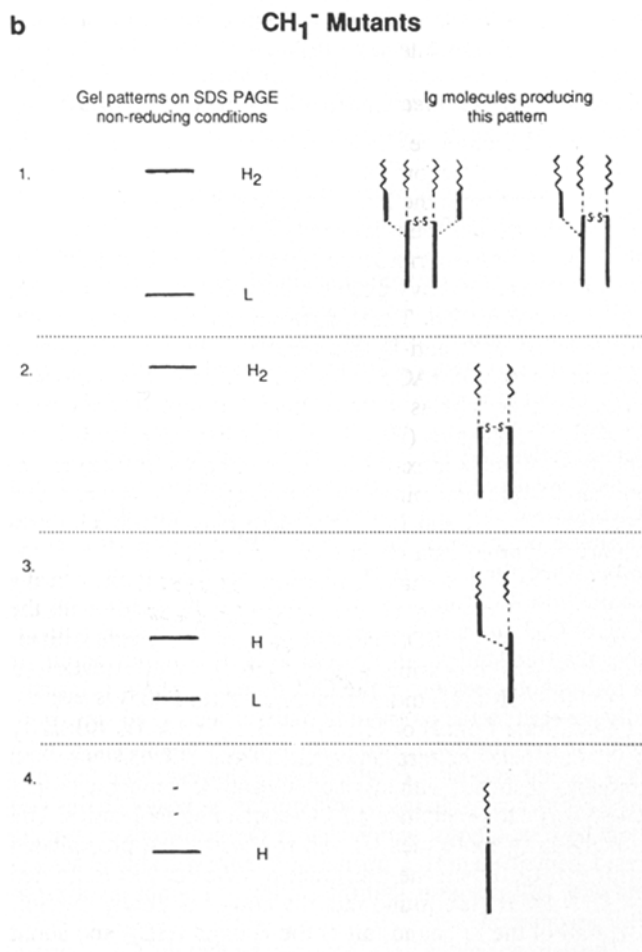 b
CH₁⁻ Mutants
Gel patterns on SDS PAGE
non-reducing conditions
Ig molecules producing
this pattern
1.
H₂
L
S-S
S-S
2.
H₂
S-S
3.
H
L
4.
H